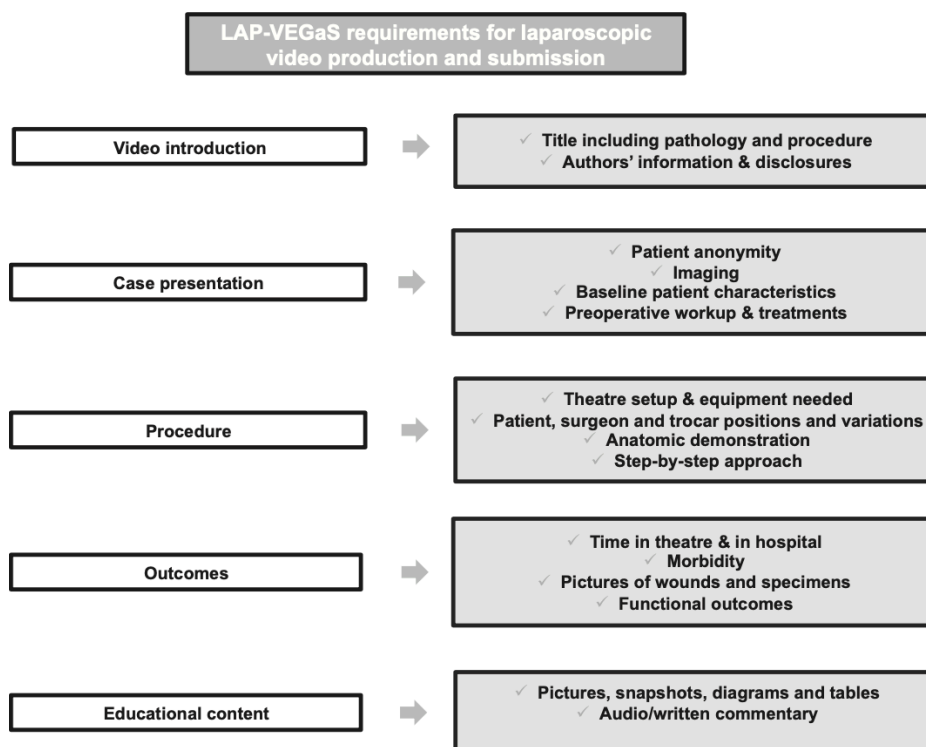 LAP-VEGaS requirements for laparoscopic
video production and submission
Video introduction
✓ Title including pathology and procedure
✓ Authors’ information & disclosures
Case presentation
✓ Patient anonymity
✓ Imaging
✓ Baseline patient characteristics
✓ Preoperative workup & treatments
Procedure
✓ Theatre setup & equipment needed
✓ Patient, surgeon and trocar positions and variations
✓ Anatomic demonstration
✓ Step-by-step approach
Outcomes
✓ Time in theatre & in hospital
✓ Morbidity
✓ Pictures of wounds and specimens
✓ Functional outcomes
Educational content
✓ Pictures, snapshots, diagrams and tables
✓ Audio/written commentary